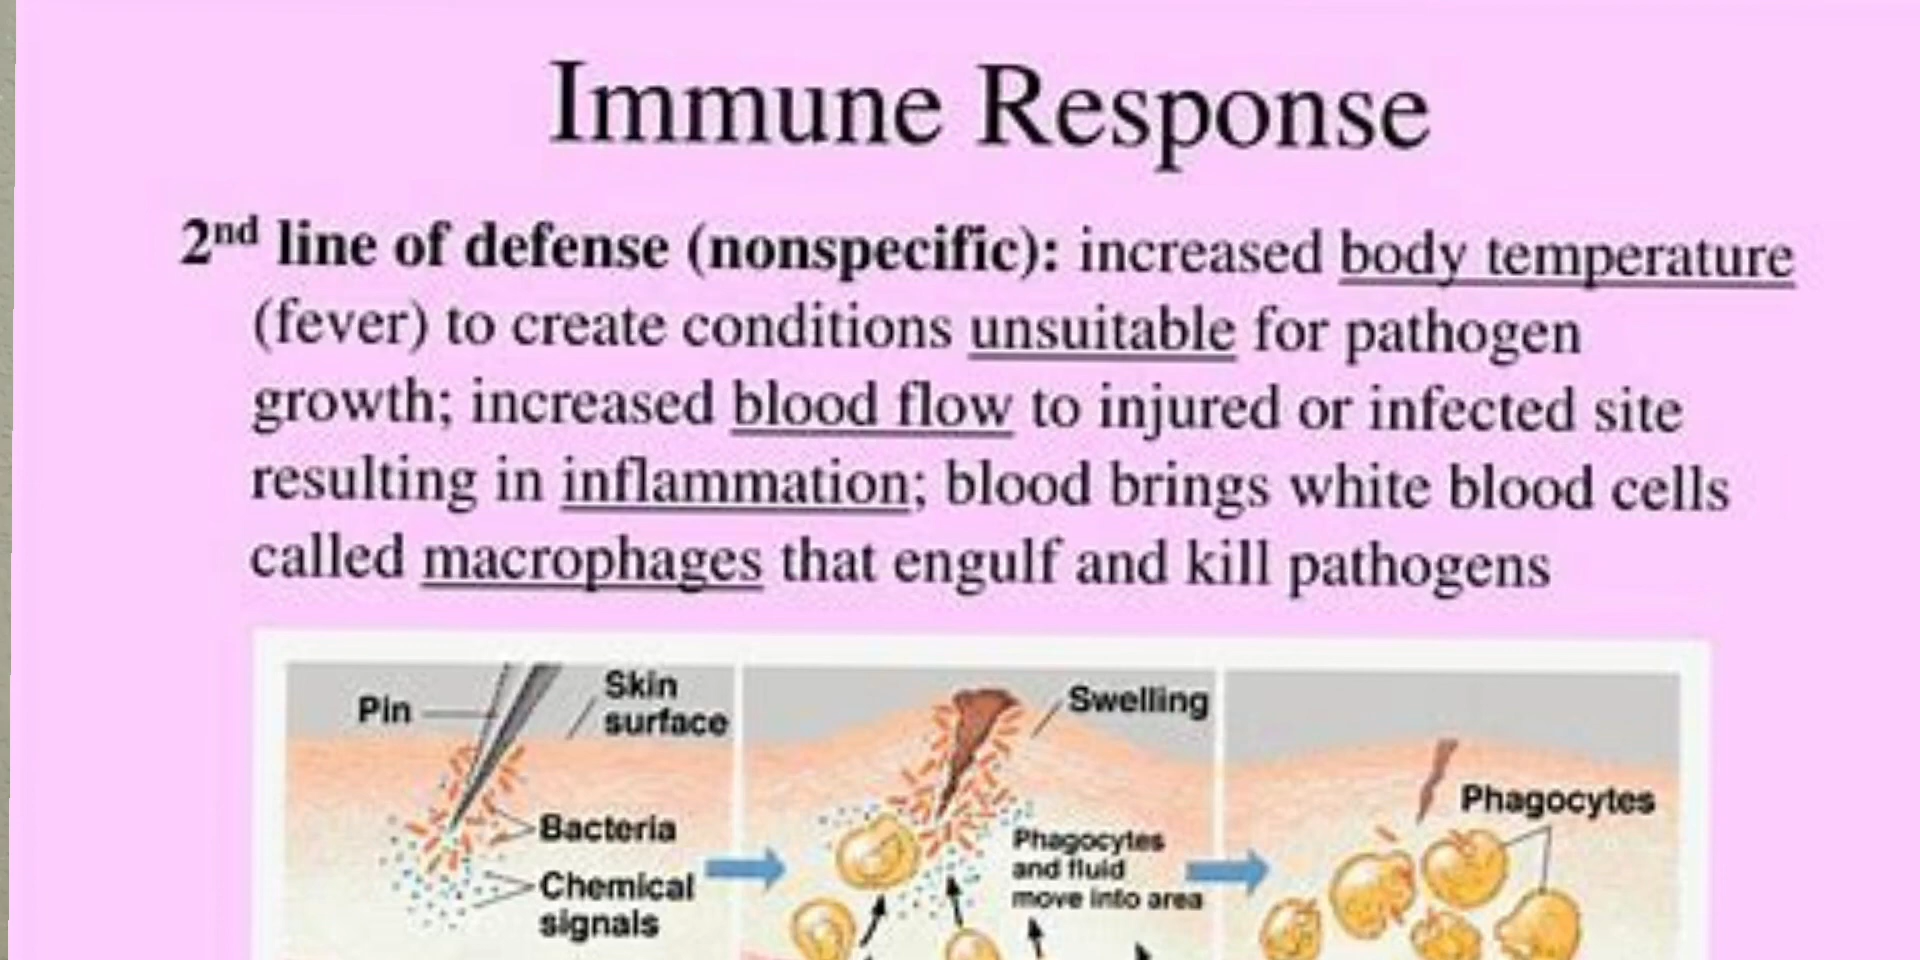 Immune Response
2nd line of defense (nonspecific): increased body temperature
(fever) to create conditions unsuitable for pathogen
growth; increased blood flow to injured or infected site
resulting in inflammation; blood brings white blood cells
called macrophages that engulf and kill pathogens
Pin
Skin
surface
Bacteria
Chemical
signals
Swelling
Phagocytes
and fluid
move into area
Phagocytes